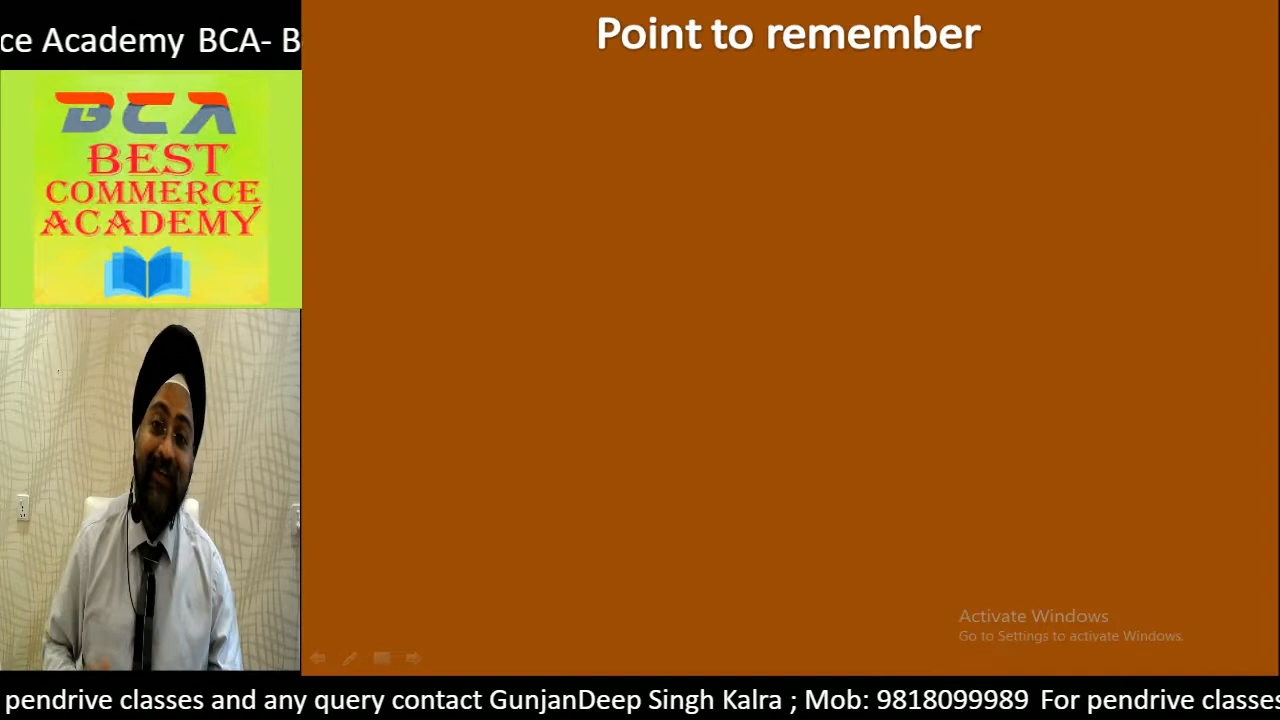 ce Academy BCA- B
Point to remember
BCA
BEST
COMMERCE
ACADEMY
Activate Windows
Go to Settings to activate Windows.
pendrive classes and any query contact GunjanDeep Singh Kalra ; Mob: 9818099989 For pendrive classes